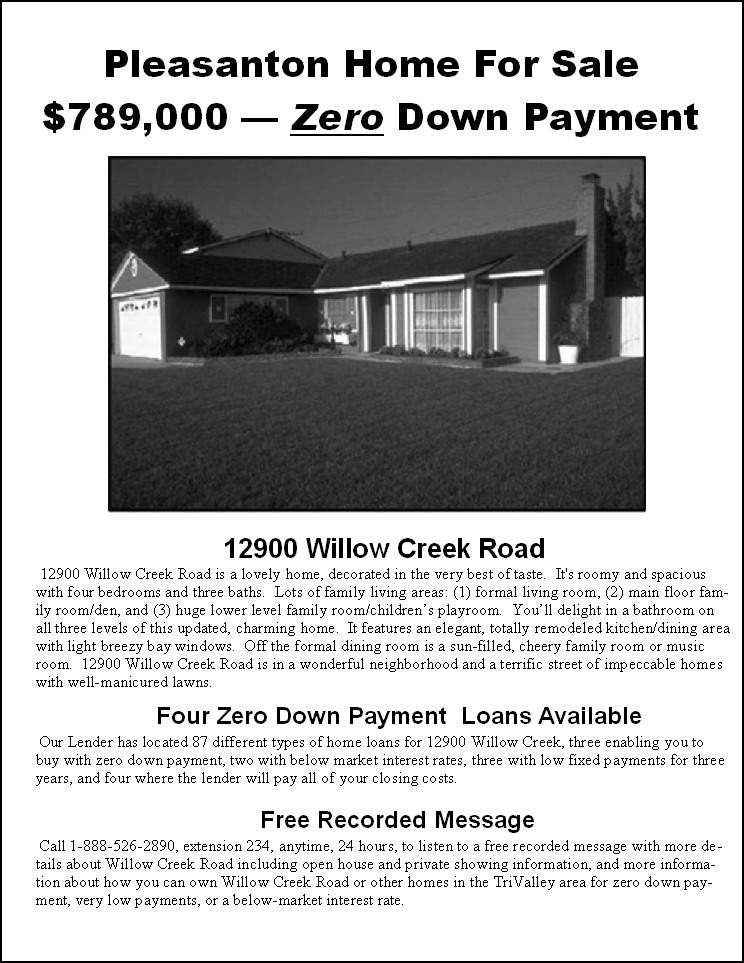 Pleasanton Home For Sale
$789,000 — Zero Down Payment
12900 Willow Creek Road
12900 Willow Creek Road is a lovely home, decorated in the very best of taste.  It's roomy and spacious
with four bedrooms and three baths.  Lots of family living areas: (1) formal living room, (2) main floor fam-
ily room/den, and (3) huge lower level family room/children’s playroom.  You’ll delight in a bathroom on
all three levels of this updated, charming home.  It features an elegant, totally remodeled kitchen/dining area
with light breezy bay windows.  Off the formal dining room is a sun-filled, cheery family room or music
room.  12900 Willow Creek Road is in a wonderful neighborhood and a terrific street of impeccable homes
with well-manicured lawns.
Four Zero Down Payment  Loans Available
Our Lender has located 87 different types of home loans for 12900 Willow Creek, three enabling you to
buy with zero down payment, two with below market interest rates, three with low fixed payments for three
years, and four where the lender will pay all of your closing costs.
Free Recorded Message
Call 1-888-526-2890, extension 234, anytime, 24 hours, to listen to a free recorded message with more de-
tails about Willow Creek Road including open house and private showing information, and more informa-
tion about how you can own Willow Creek Road or other homes in the TriValley area for zero down pay-
ment, very low payments, or a below-market interest rate.